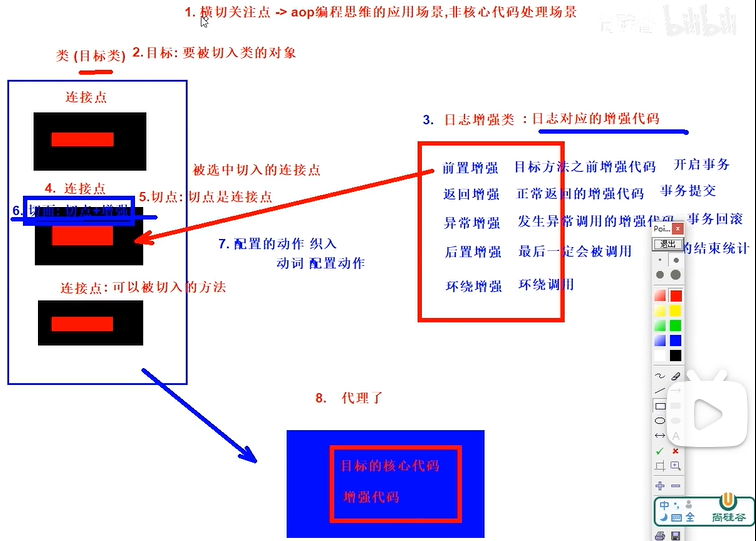 1. 横切关注点 -> aop编程思维的应用场景,非核心代码处理场景
bilibili
类 (目标类)
2.目标: 要被切入类的对象
连接点
3. 日志增强类 : 日志对应的增强代码
被选中切入的连接点
前置增强 目标方法之前增强代码 开启事务
4. 连接点
5.切点: 切点是连接点
返回增强 正常返回的增强代码 事务提交
6. 切面: 切点+增强
异常增强 发生异常调用的增强代码 事务回滚
7. 配置的动作 织入
动词 配置动作
后置增强 最后一定会被调用
的结束统计
连接点: 可以被切入的方法
环绕增强 环绕调用
Poi...
退出
8. 代理了
目标的核心代码
增强代码
A
中
全
尚硅谷